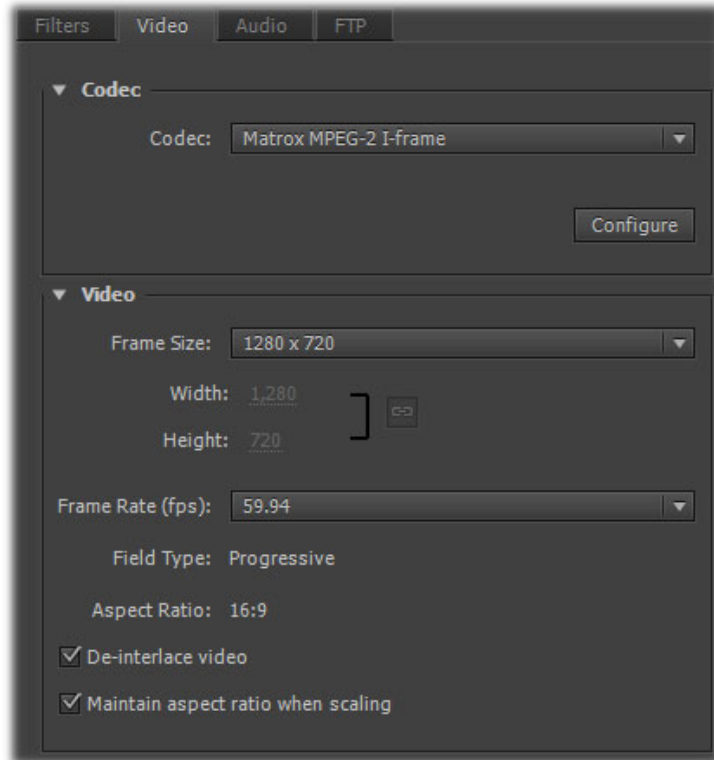 Filters Video Audio FTP
Codec
Codec: Matrox MPEG-2 I-frame
Configure
Video
Frame Size: 1280 x 720
Width: 1,280
Height: 720
Frame Rate (fps): 59.94
Field Type: Progressive
Aspect Ratio: 16:9
De-interlace video
Maintain aspect ratio when scaling